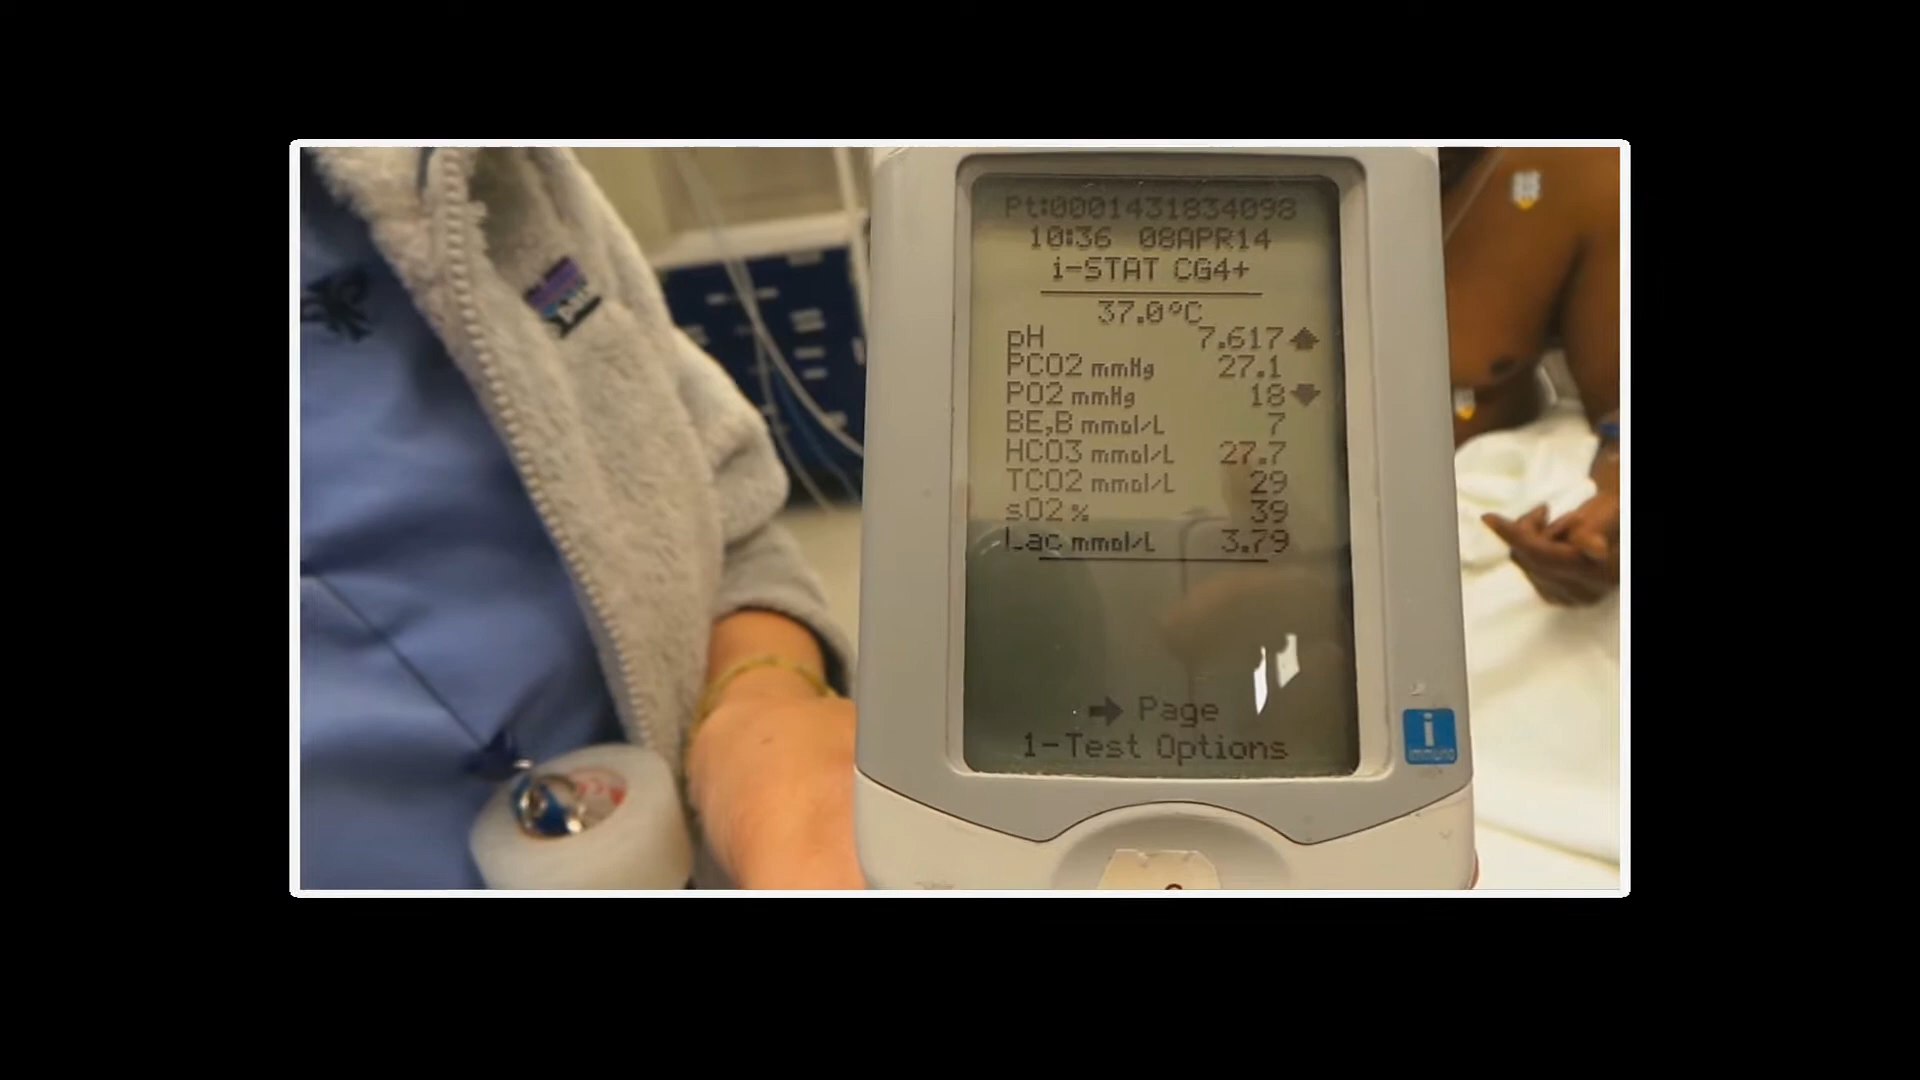 Pt:0001431834098
10:36 08APR14
i-STAT CG4+
37.0°C
pH 7.617
PCO2 mmHg 27.1
PO2 mmHg 18
BE,B mmol/L 7
HCO3 mmol/L 27.7
TCO2 mmol/L 29
sO2 % 39
Lac mmol/L 3.79
Page
1-Test Options
i
immuno